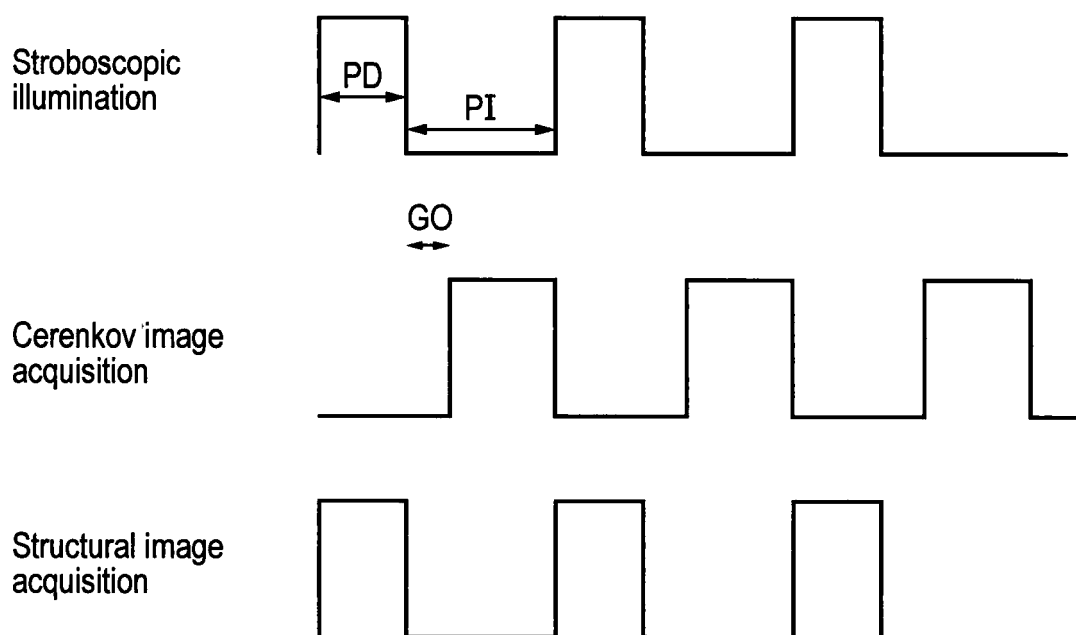 Stroboscopic
illumination
PD
PI
GO
Cerenkov image
acquisition
Structural image
acquisition